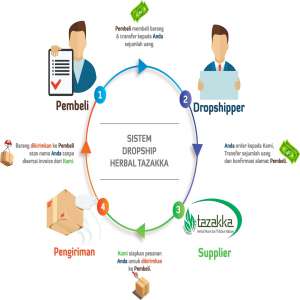 Pembeli membeli barang
& transfer kepada Anda
sejumlah uang.
1
Pembeli
2
Dropshipper
SISTEM
DROPSHIP
HERBAL TAZAKKA
Barang dikirimkan ke Pembeli
atas nama Anda tanpa
disertai invoice dari Kami
Anda order kepada Kami,
Transfer sejumlah uang
dan konfirmasi alamat Pembeli.
4
Pengiriman
3
tazakka
Supplier
Kami siapkan pesanan
Anda untuk dikirimkan
ke Pembeli.